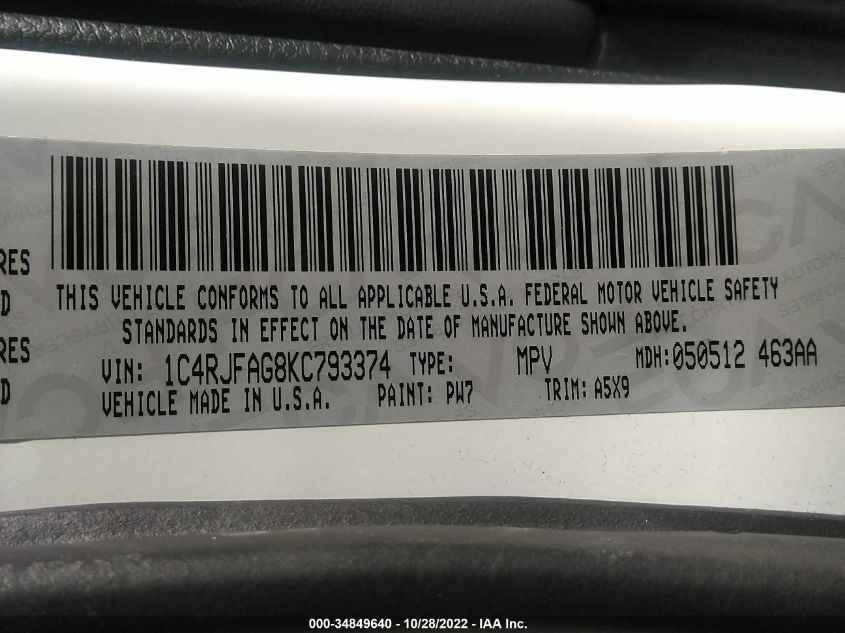 RES
THIS VEHICLE CONFORMS TO ALL APPLICABLE U.S.A. FEDERAL MOTOR VEHICLE SAFETY
D
STANDARDS IN EFFECT ON THE DATE OF MANUFACTURE SHOWN ABOVE.
RES
VIN: 1C4RJFAG8KC793374 TYPE: MPV MDH: 050512 463AA
D
VEHICLE MADE IN U.S.A. PAINT: PW7 TRIM: A5X9
000-34849640 - 10/28/2022 - IAA Inc.